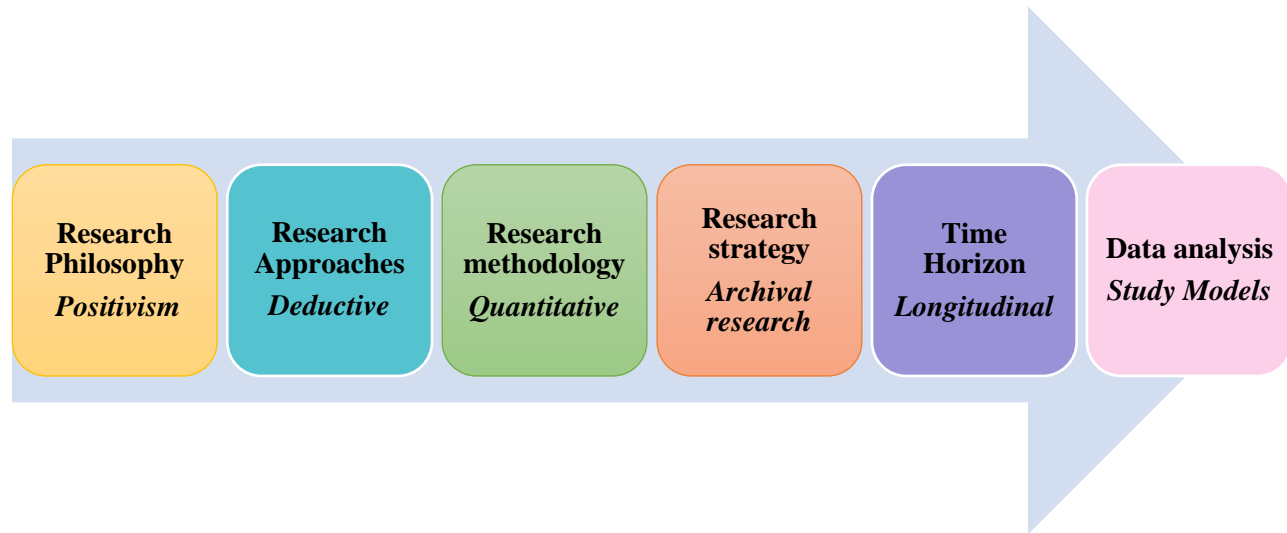 Research
Philosophy
Positivism
Research
Approaches
Deductive
Research
methodology
Quantitative
Research
strategy
Archival
research
Time
Horizon
Longitudinal
Data analysis
Study Models